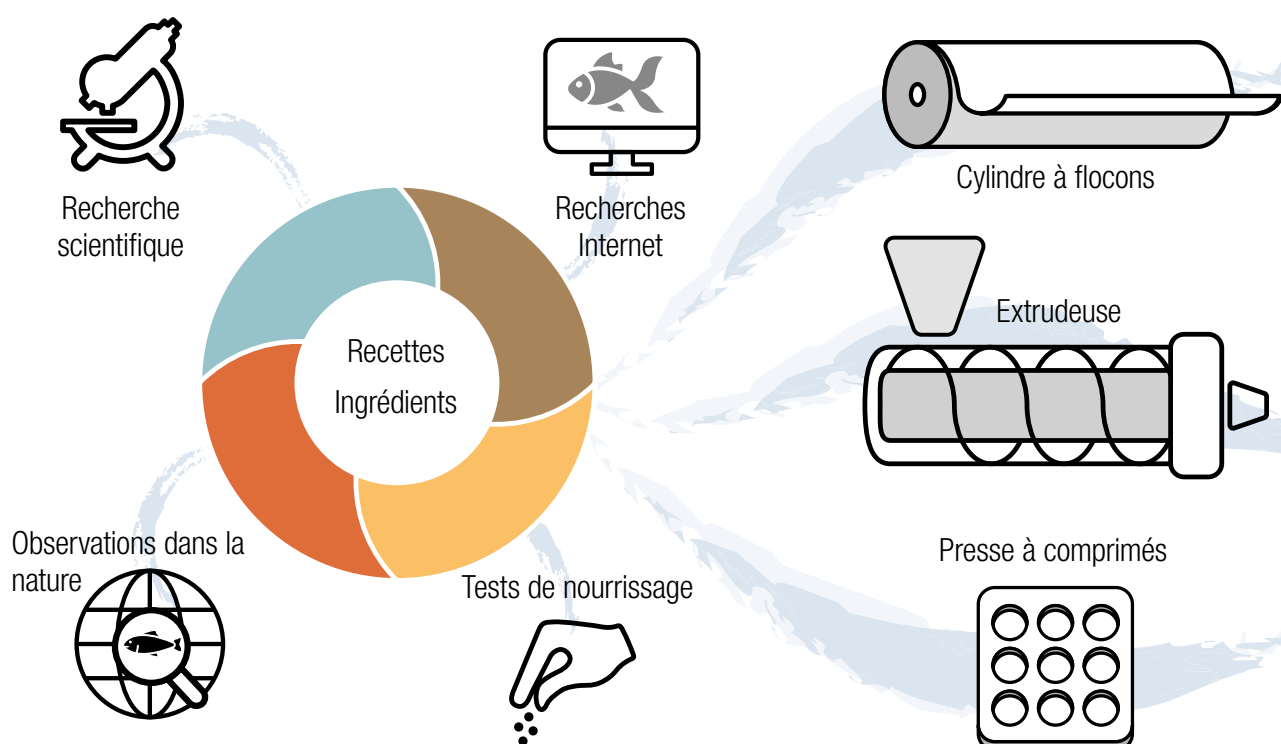 Recherche
scientifique
Recherches
Internet
Cylindre à flocons
Extrudeuse
Recettes
Ingrédients
Observations dans la
nature
Tests de nourrissage
Presse à comprimés